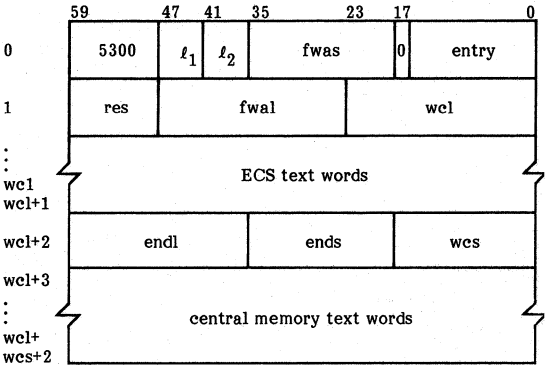 59 47 41 35 23 17 0
0 5300 ℓ1 ℓ2 fwas 0 entry
1 res fwal wcl
⋮
ECS text words
wcl
wcl+1
wcl+2 endl ends wcs
wcl+3
⋮
central memory text words
wcl+
wcs+2